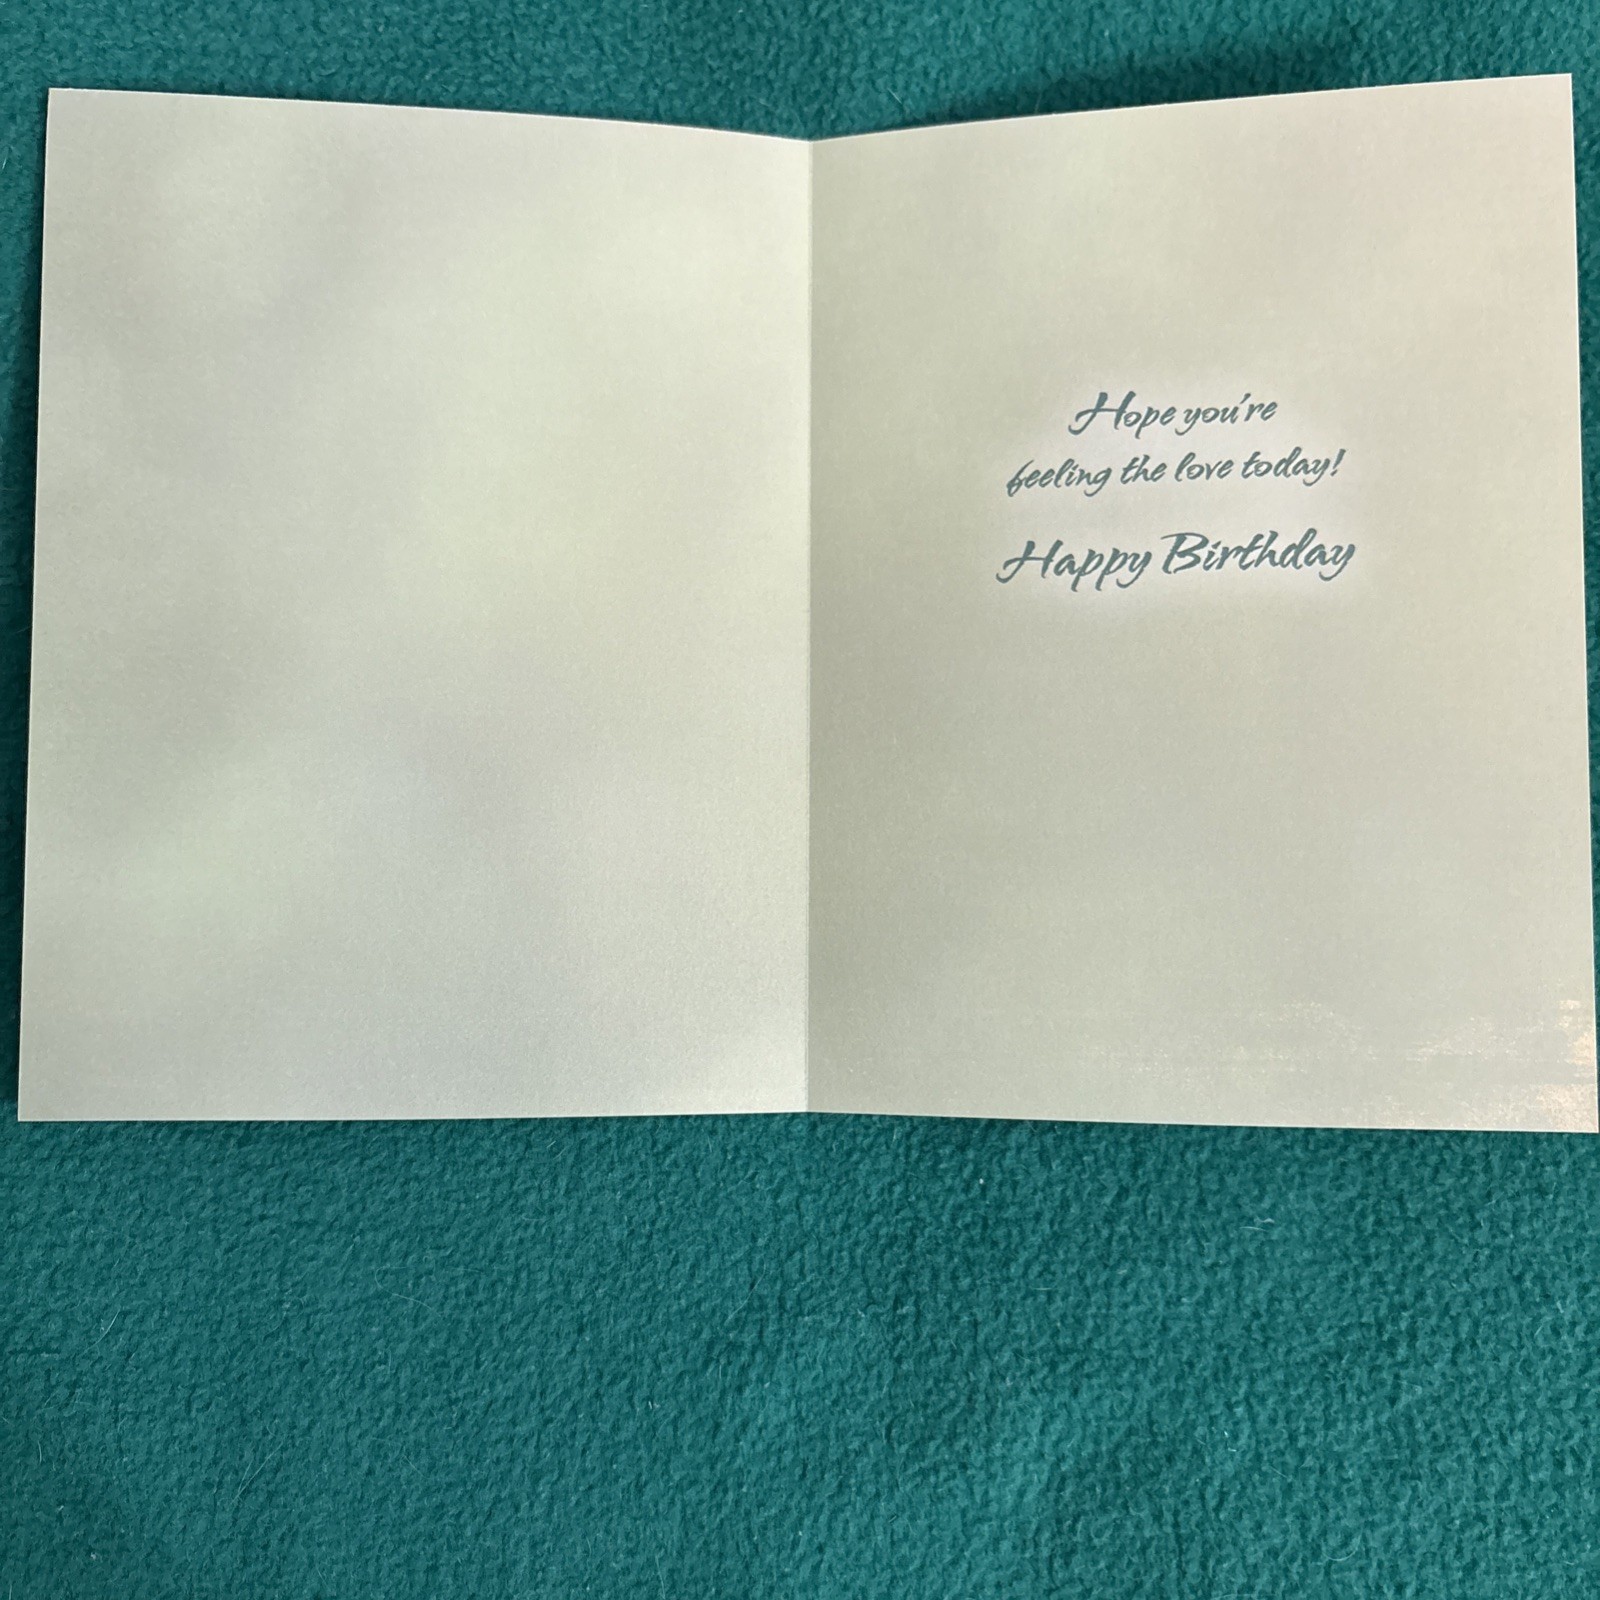 Hope you're
feeling the love today!
Happy Birthday